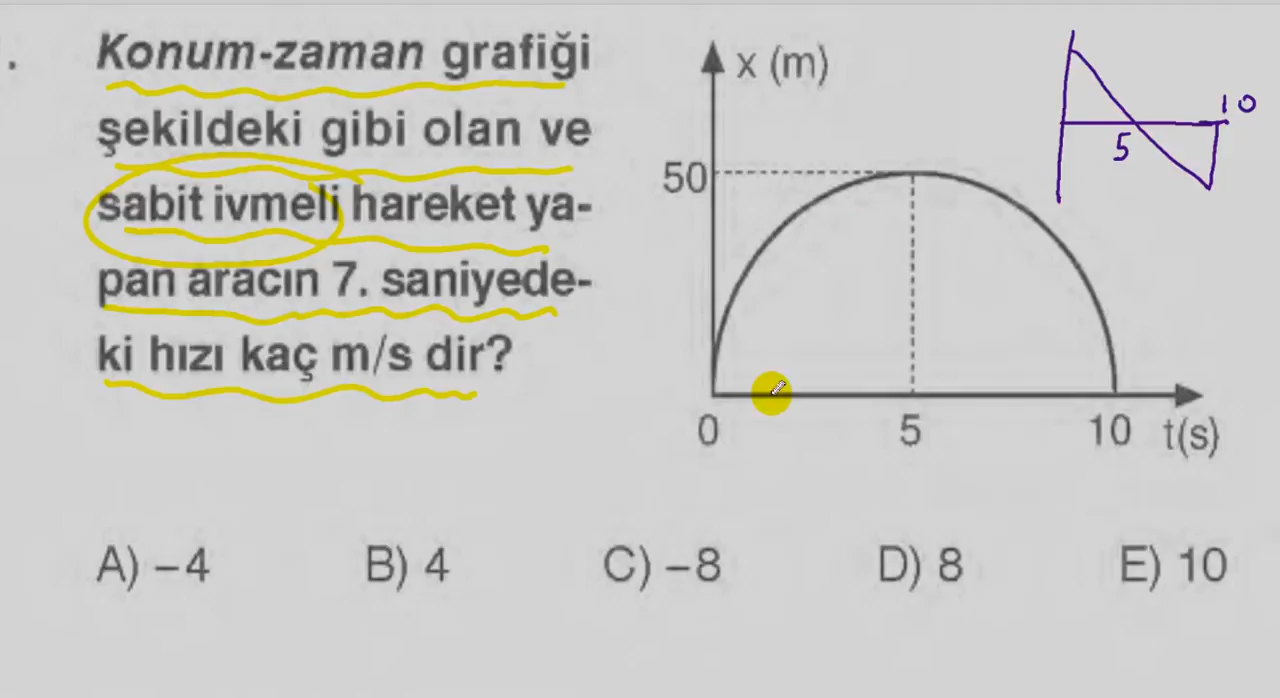 .
Konum-zaman grafiği
şekildeki gibi olan ve
sabit ivmeli hareket ya-
pan aracın 7. saniyede-
ki hızı kaç m/s dir?
x (m)
50
0 5 10 t(s)
10
5
A) –4 B) 4 C) –8 D) 8 E) 10